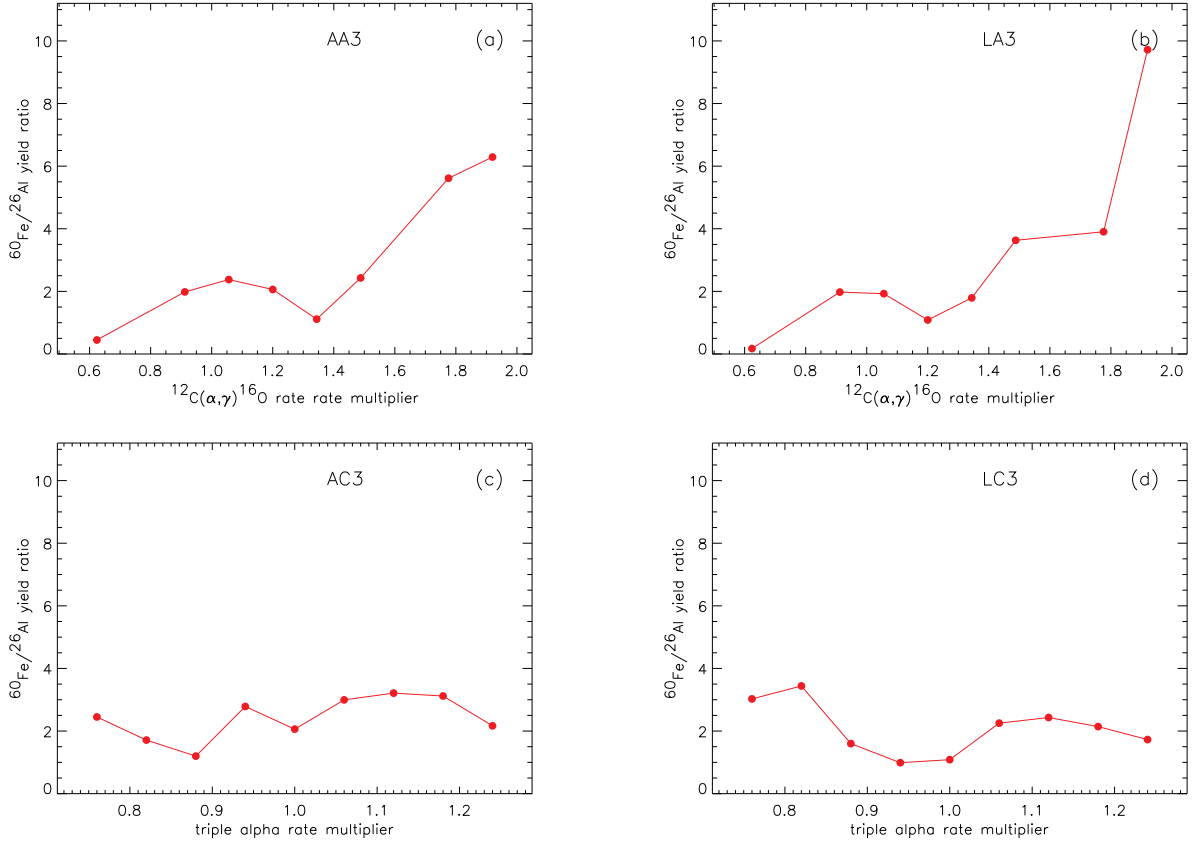 AA3
(a)
10
8
6
4
2
0
⁶⁰Fe/²⁶Al yield ratio
0.6 0.8 1.0 1.2 1.4 1.6 1.8 2.0
¹²C(α,γ)¹⁶O rate rate multiplier
LA3
(b)
10
8
6
4
2
0
⁶⁰Fe/²⁶Al yield ratio
0.6 0.8 1.0 1.2 1.4 1.6 1.8 2.0
¹²C(α,γ)¹⁶O rate rate multiplier
AC3
(c)
10
8
6
4
2
0
⁶⁰Fe/²⁶Al yield ratio
0.8 0.9 1.0 1.1 1.2
triple alpha rate multiplier
LC3
(d)
10
8
6
4
2
0
⁶⁰Fe/²⁶Al yield ratio
0.8 0.9 1.0 1.1 1.2
triple alpha rate multiplier